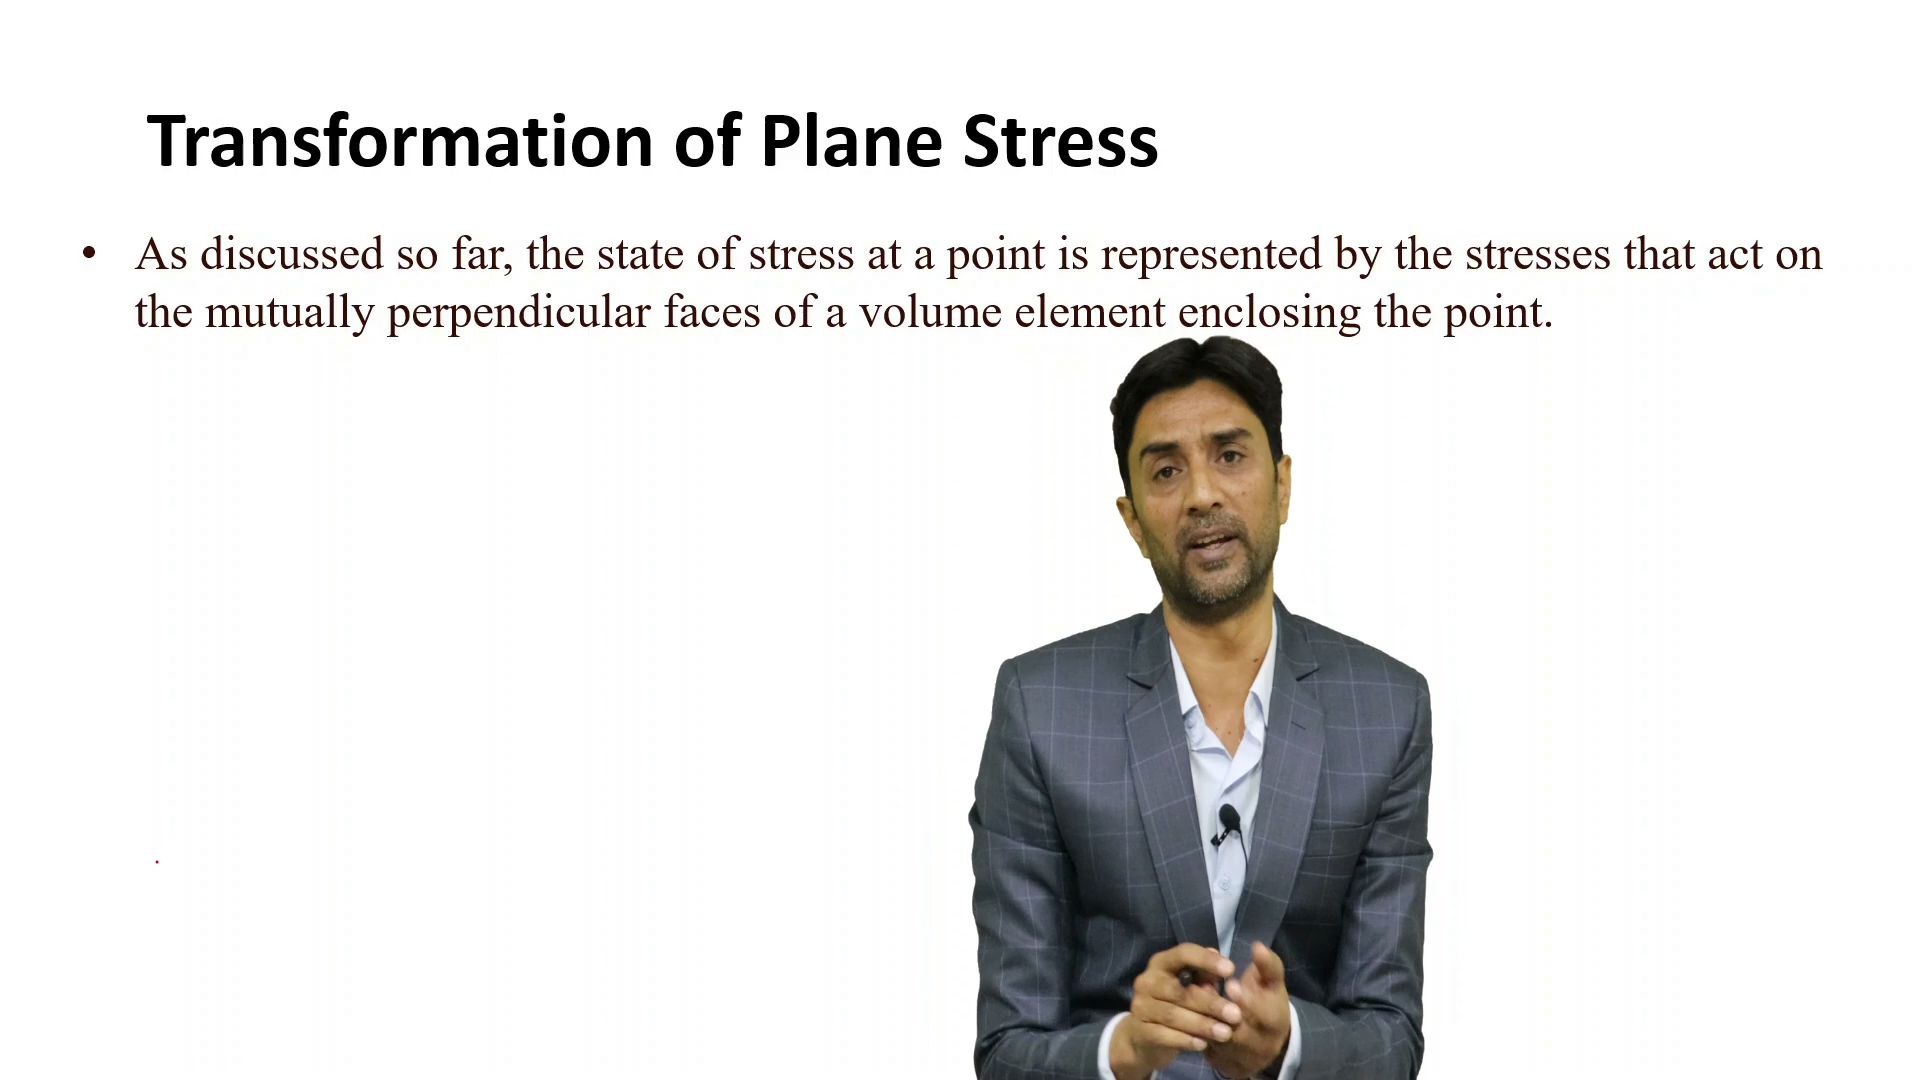 Transformation of Plane Stress
• As discussed so far, the state of stress at a point is represented by the stresses that act on
the mutually perpendicular faces of a volume element enclosing the point.